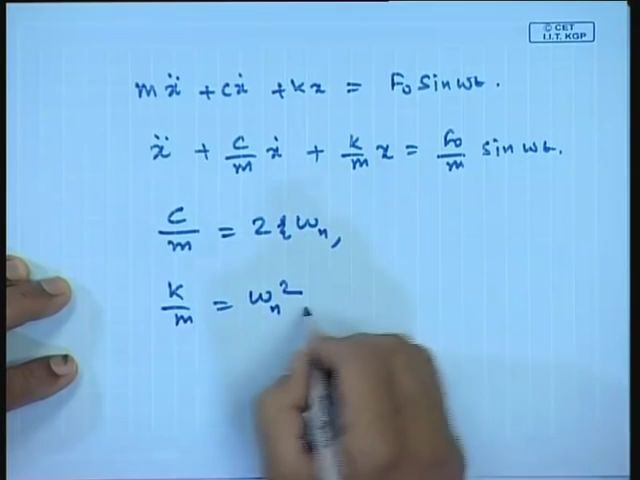 © CET
I.I.T. KGP
mẍ + cẋ + kx = F₀ sin ωt.
ẍ + c/m ẋ + k/m x = F₀/m sin ωt.
c/m = 2ξωₙ,
k/m = ωₙ²